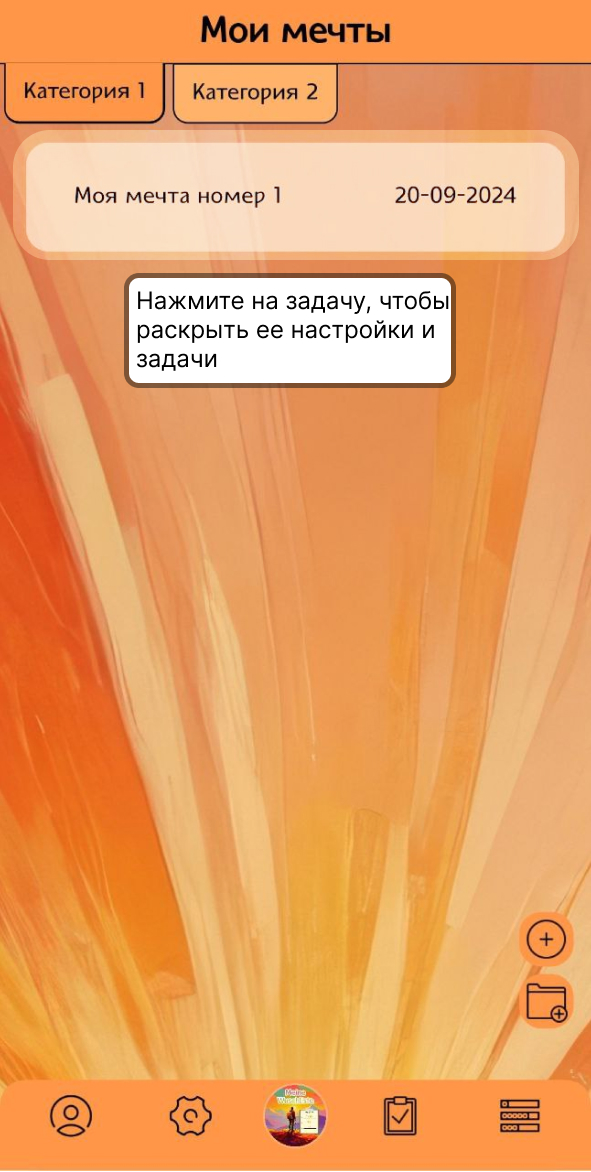 Мои мечты
Категория 1
Категория 2
Моя мечта номер 1
20-09-2024
Нажмите на задачу, чтобы
раскрыть ее настройки и
задачи